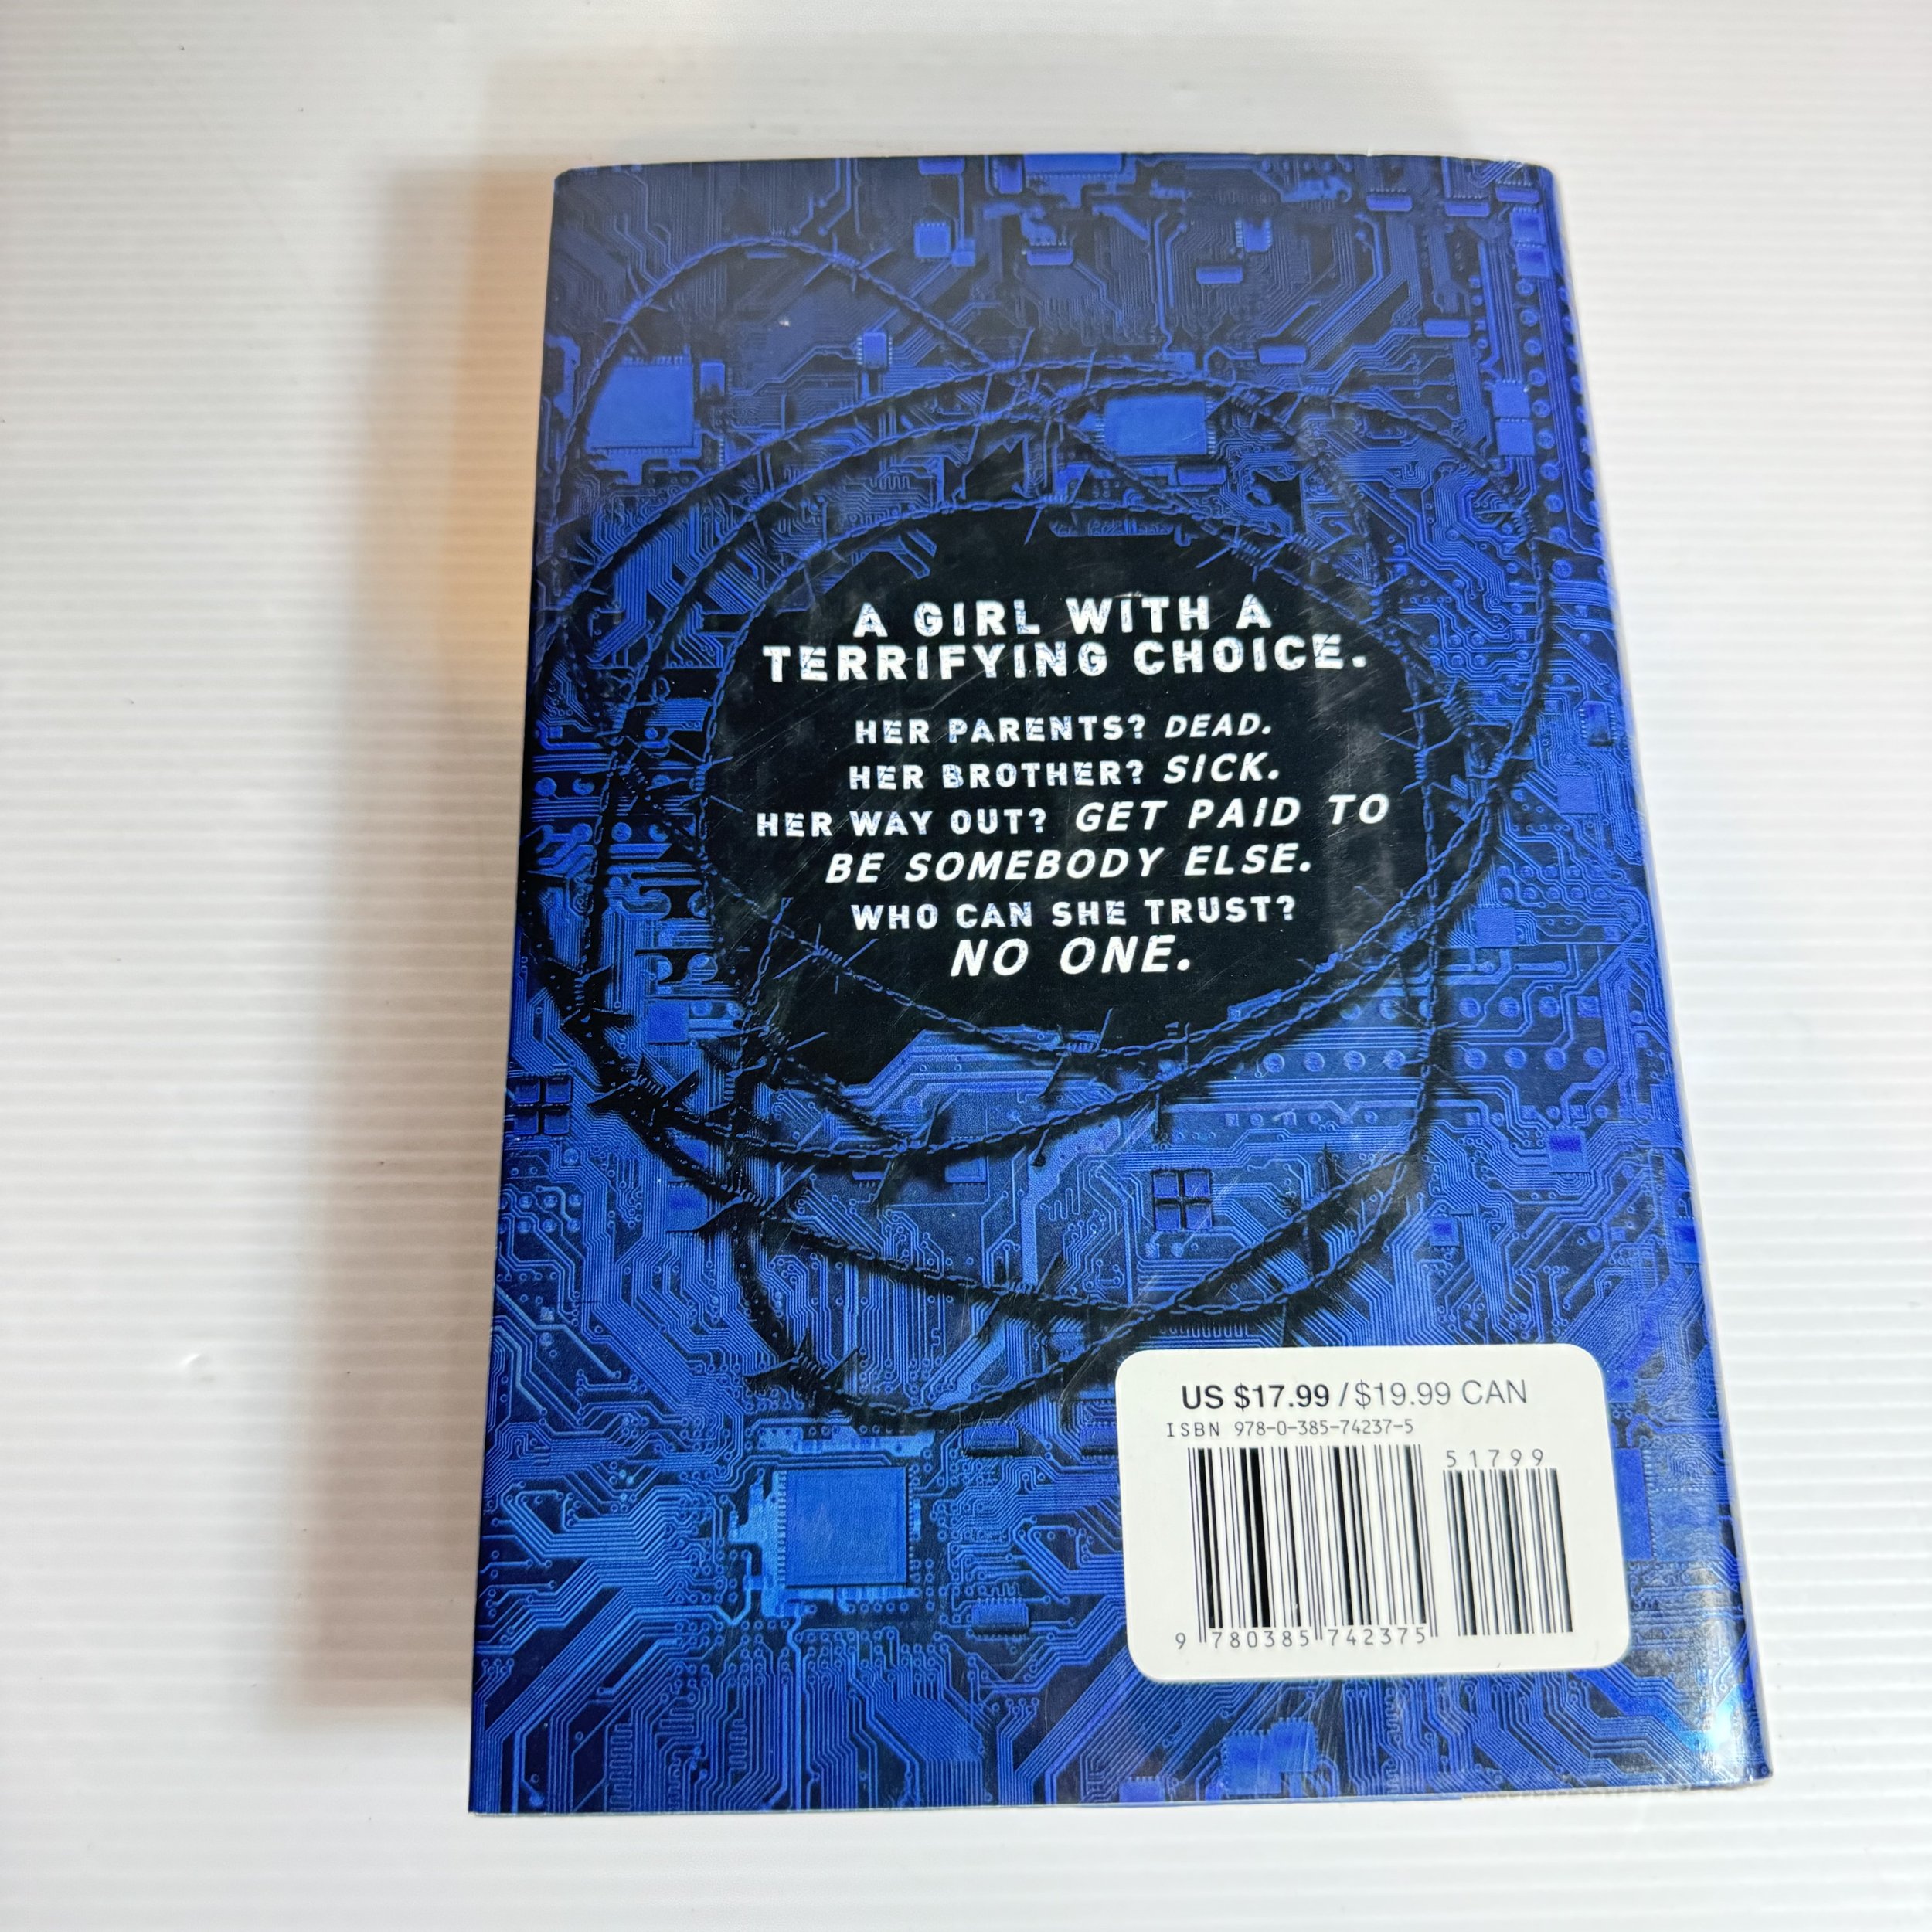 A GIRL WITH A
TERRIFYING CHOICE.
HER PARENTS? DEAD.
HER BROTHER? SICK.
HER WAY OUT? GET PAID TO
BE SOMEBODY ELSE.
WHO CAN SHE TRUST?
NO ONE.
US $17.99 / $19.99 CAN
ISBN 978-0-385-74237-5
51799
9 780385 742375